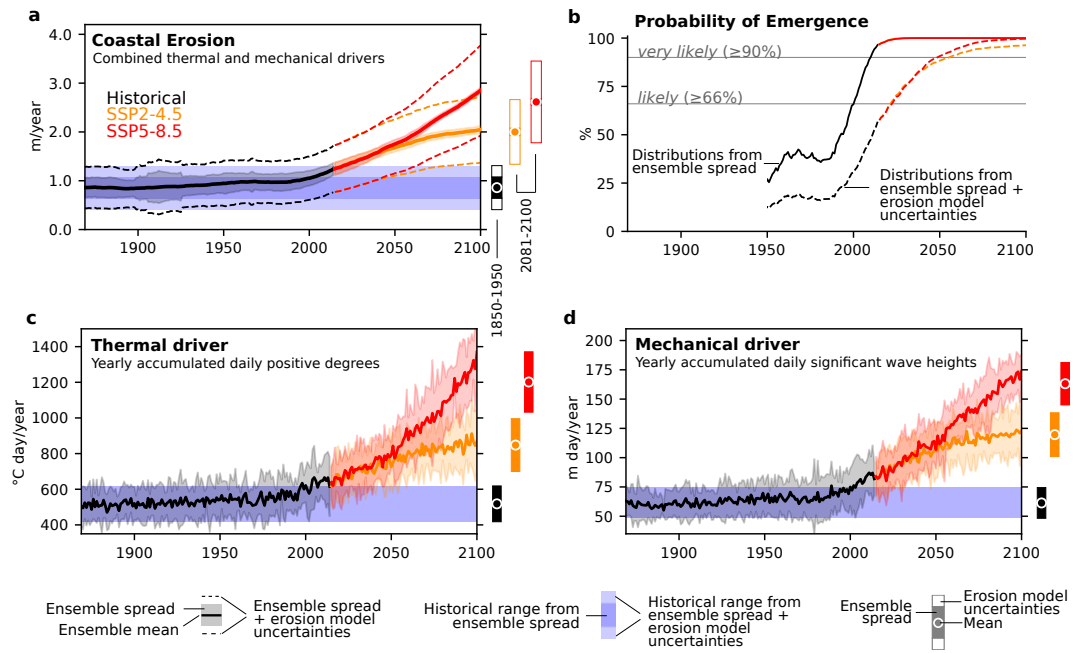 a
Coastal Erosion
Combined thermal and mechanical drivers
Historical
SSP2-4.5
SSP5-8.5
m/year
4.0
3.0
2.0
1.0
0.0
1900
1950
2000
2050
2100
1850-1950
2081-2100
b
Probability of Emergence
very likely (≥90%)
likely (≥66%)
%
100
75
50
25
0
Distributions from
ensemble spread
Distributions from
ensemble spread +
erosion model
uncertainties
1900
1950
2000
2050
2100
c
Thermal driver
Yearly accumulated daily positive degrees
°C day/year
1400
1200
1000
800
600
400
1900
1950
2000
2050
2100
d
Mechanical driver
Yearly accumulated daily significant wave heights
m day/year
200
175
150
125
100
75
50
1900
1950
2000
2050
2100
Ensemble spread
Ensemble mean
Ensemble spread
+ erosion model
uncertainties
Historical range from
ensemble spread
Historical range from
ensemble spread +
erosion model
uncertainties
Ensemble
spread
Erosion model
uncertainties
Mean